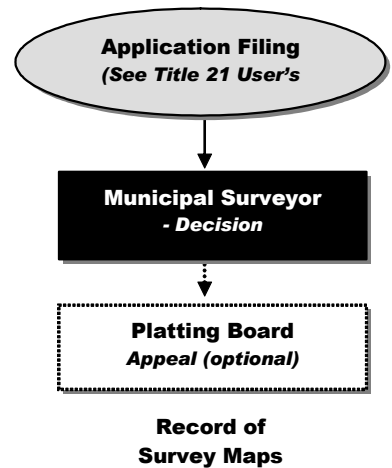 Application Filing
(See Title 21 User's
Municipal Surveyor
- Decision
Platting Board
Appeal (optional)
Record of
Survey Maps